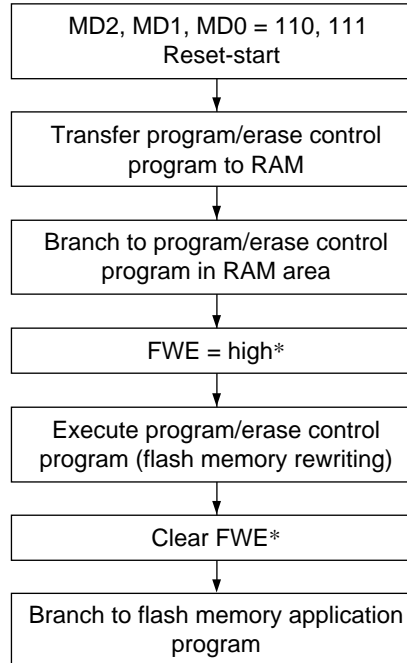 MD2, MD1, MD0 = 110, 111
Reset-start
Transfer program/erase control
program to RAM
Branch to program/erase control
program in RAM area
FWE = high*
Execute program/erase control
program (flash memory rewriting)
Clear FWE*
Branch to flash memory application
program